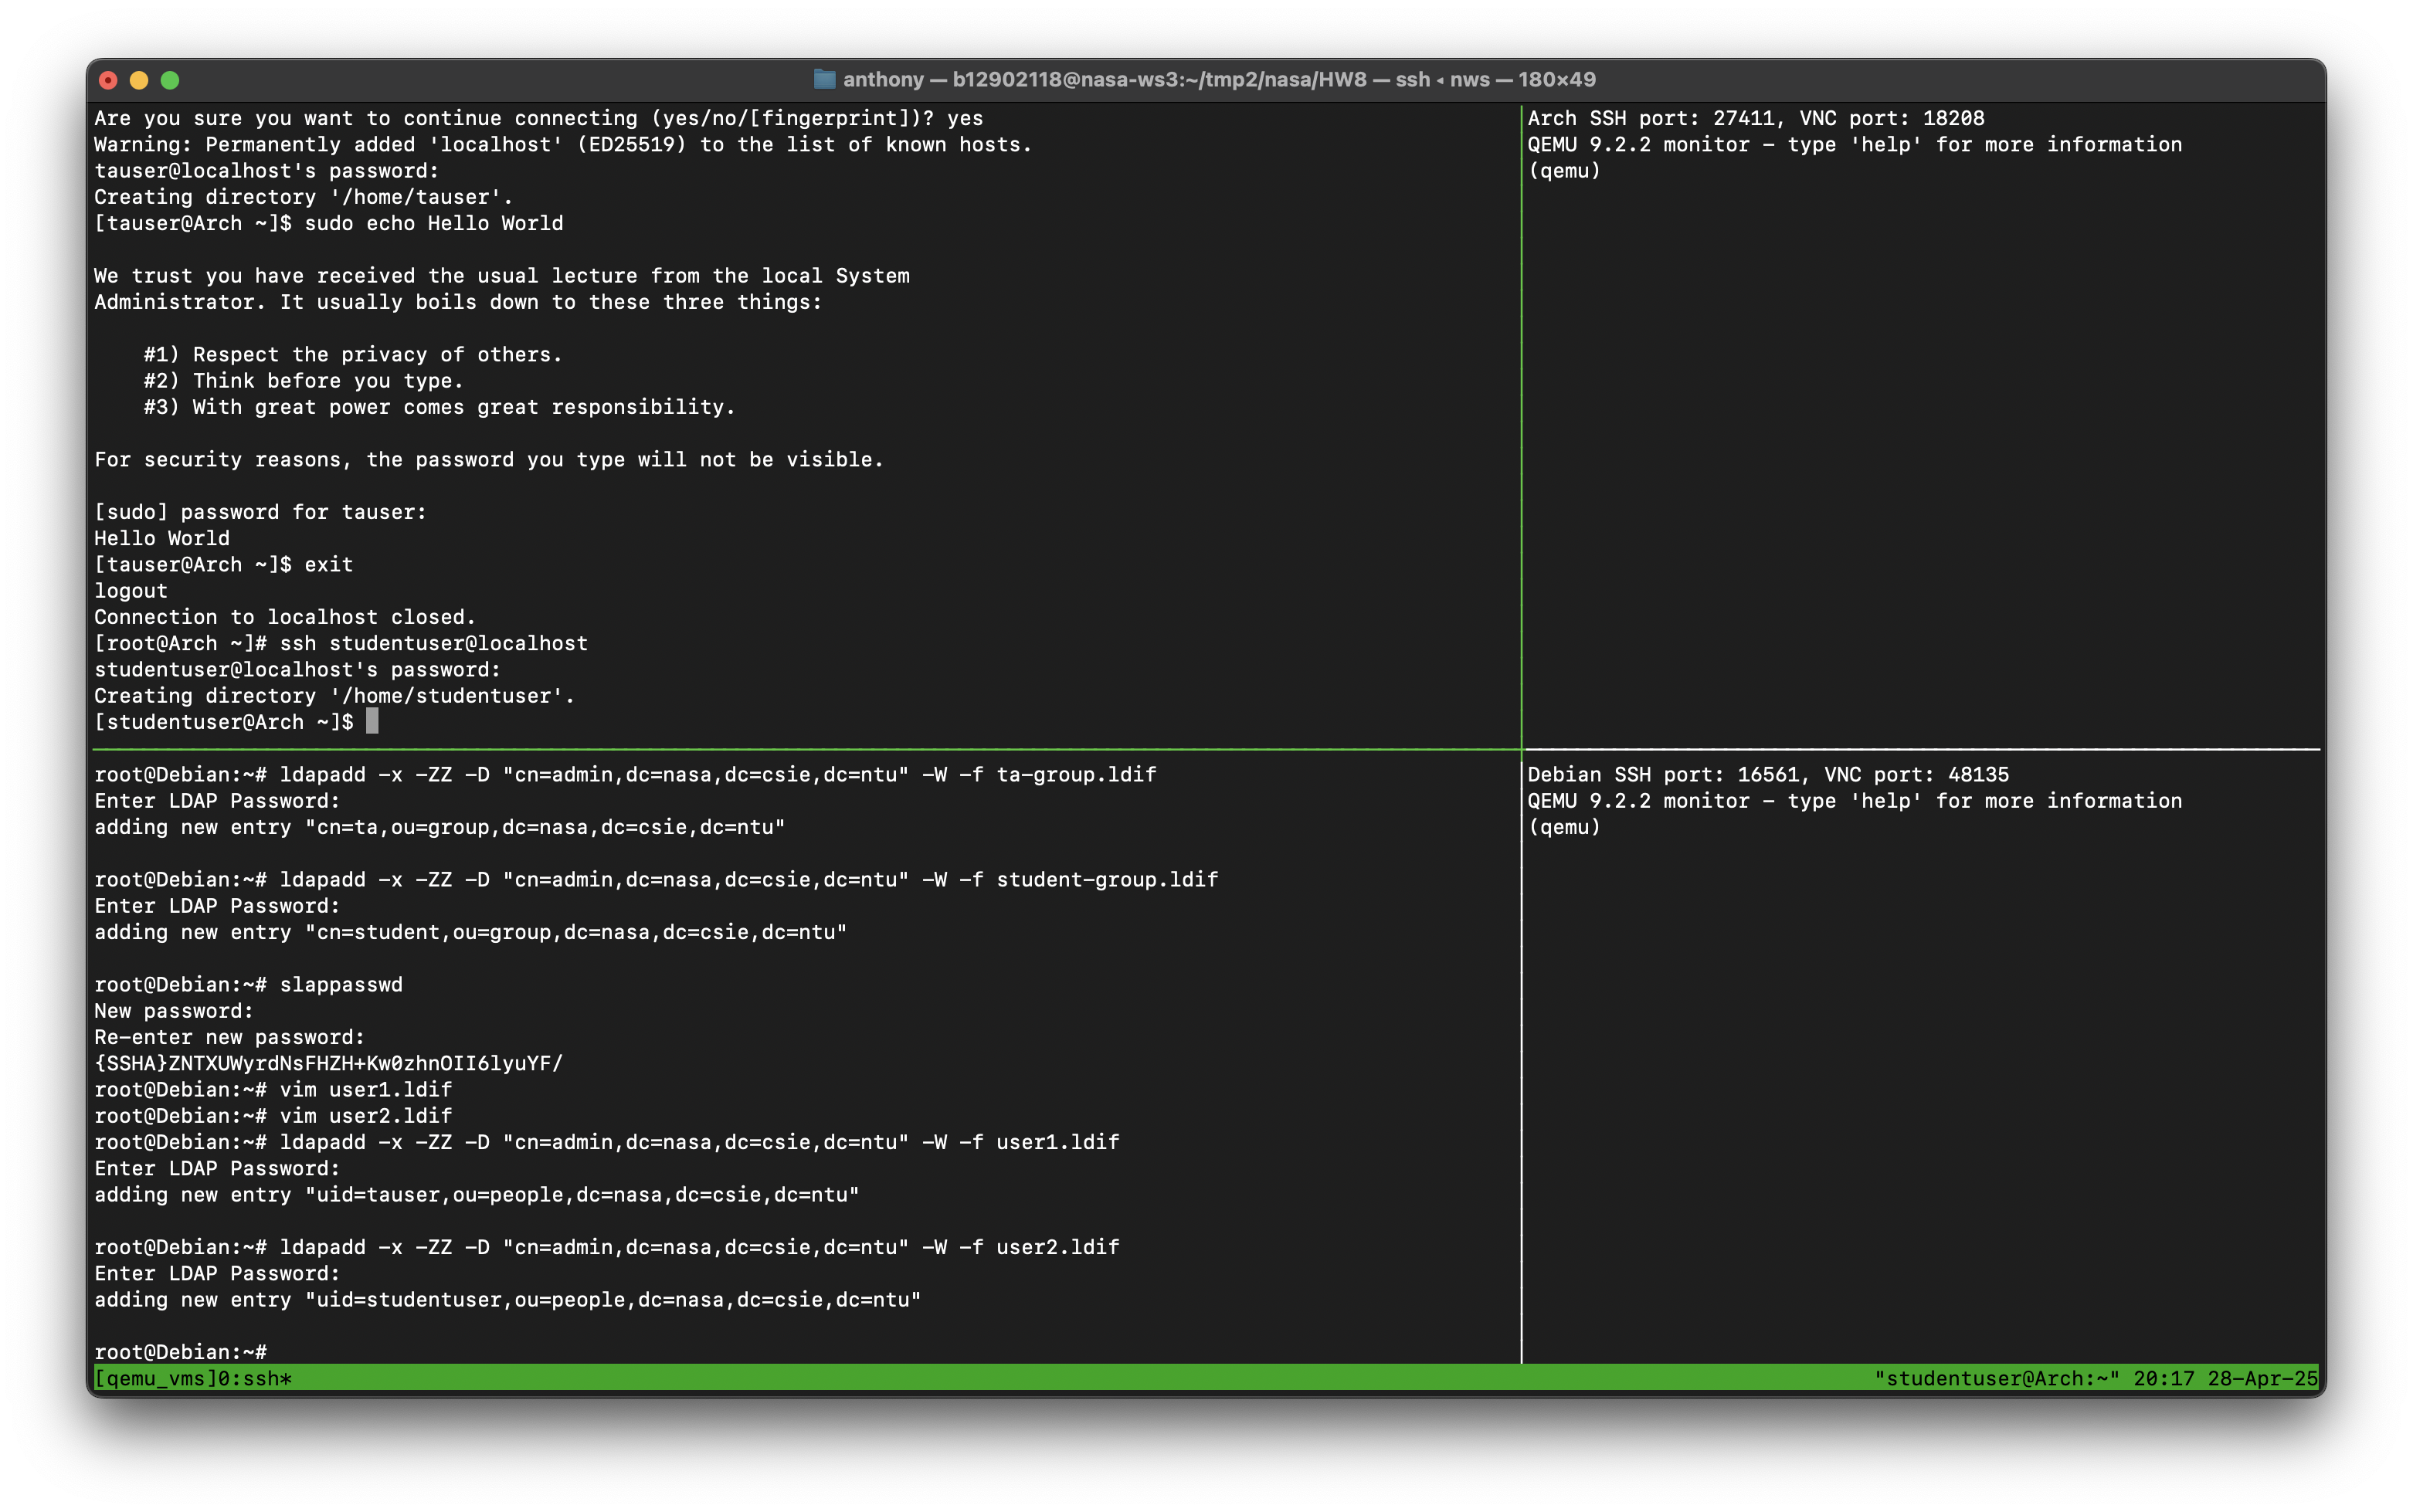 anthony — b12902118@nasa-ws3:~/tmp2/nasa/HW8 — ssh ◂ nws — 180×49
Are you sure you want to continue connecting (yes/no/[fingerprint])? yes
Warning: Permanently added 'localhost' (ED25519) to the list of known hosts.
tauser@localhost's password:
Creating directory '/home/tauser'.
[tauser@Arch ~]$ sudo echo Hello World

We trust you have received the usual lecture from the local System
Administrator. It usually boils down to these three things:

    #1) Respect the privacy of others.
    #2) Think before you type.
    #3) With great power comes great responsibility.

For security reasons, the password you type will not be visible.

[sudo] password for tauser:
Hello World
[tauser@Arch ~]$ exit
logout
Connection to localhost closed.
[root@Arch ~]# ssh studentuser@localhost
studentuser@localhost's password:
Creating directory '/home/studentuser'.
[studentuser@Arch ~]$
Arch SSH port: 27411, VNC port: 18208
QEMU 9.2.2 monitor - type 'help' for more information
(qemu)
root@Debian:~# ldapadd -x -ZZ -D "cn=admin,dc=nasa,dc=csie,dc=ntu" -W -f ta-group.ldif
Enter LDAP Password:
adding new entry "cn=ta,ou=group,dc=nasa,dc=csie,dc=ntu"

root@Debian:~# ldapadd -x -ZZ -D "cn=admin,dc=nasa,dc=csie,dc=ntu" -W -f student-group.ldif
Enter LDAP Password:
adding new entry "cn=student,ou=group,dc=nasa,dc=csie,dc=ntu"

root@Debian:~# slappasswd
New password:
Re-enter new password:
{SSHA}ZNTXUWyrdNsFHZH+Kw0zhnOII6lyuYF/
root@Debian:~# vim user1.ldif
root@Debian:~# vim user2.ldif
root@Debian:~# ldapadd -x -ZZ -D "cn=admin,dc=nasa,dc=csie,dc=ntu" -W -f user1.ldif
Enter LDAP Password:
adding new entry "uid=tauser,ou=people,dc=nasa,dc=csie,dc=ntu"

root@Debian:~# ldapadd -x -ZZ -D "cn=admin,dc=nasa,dc=csie,dc=ntu" -W -f user2.ldif
Enter LDAP Password:
adding new entry "uid=studentuser,ou=people,dc=nasa,dc=csie,dc=ntu"

root@Debian:~#
Debian SSH port: 16561, VNC port: 48135
QEMU 9.2.2 monitor - type 'help' for more information
(qemu)
[qemu_vms]0:ssh* "studentuser@Arch:~" 20:17 28-Apr-25